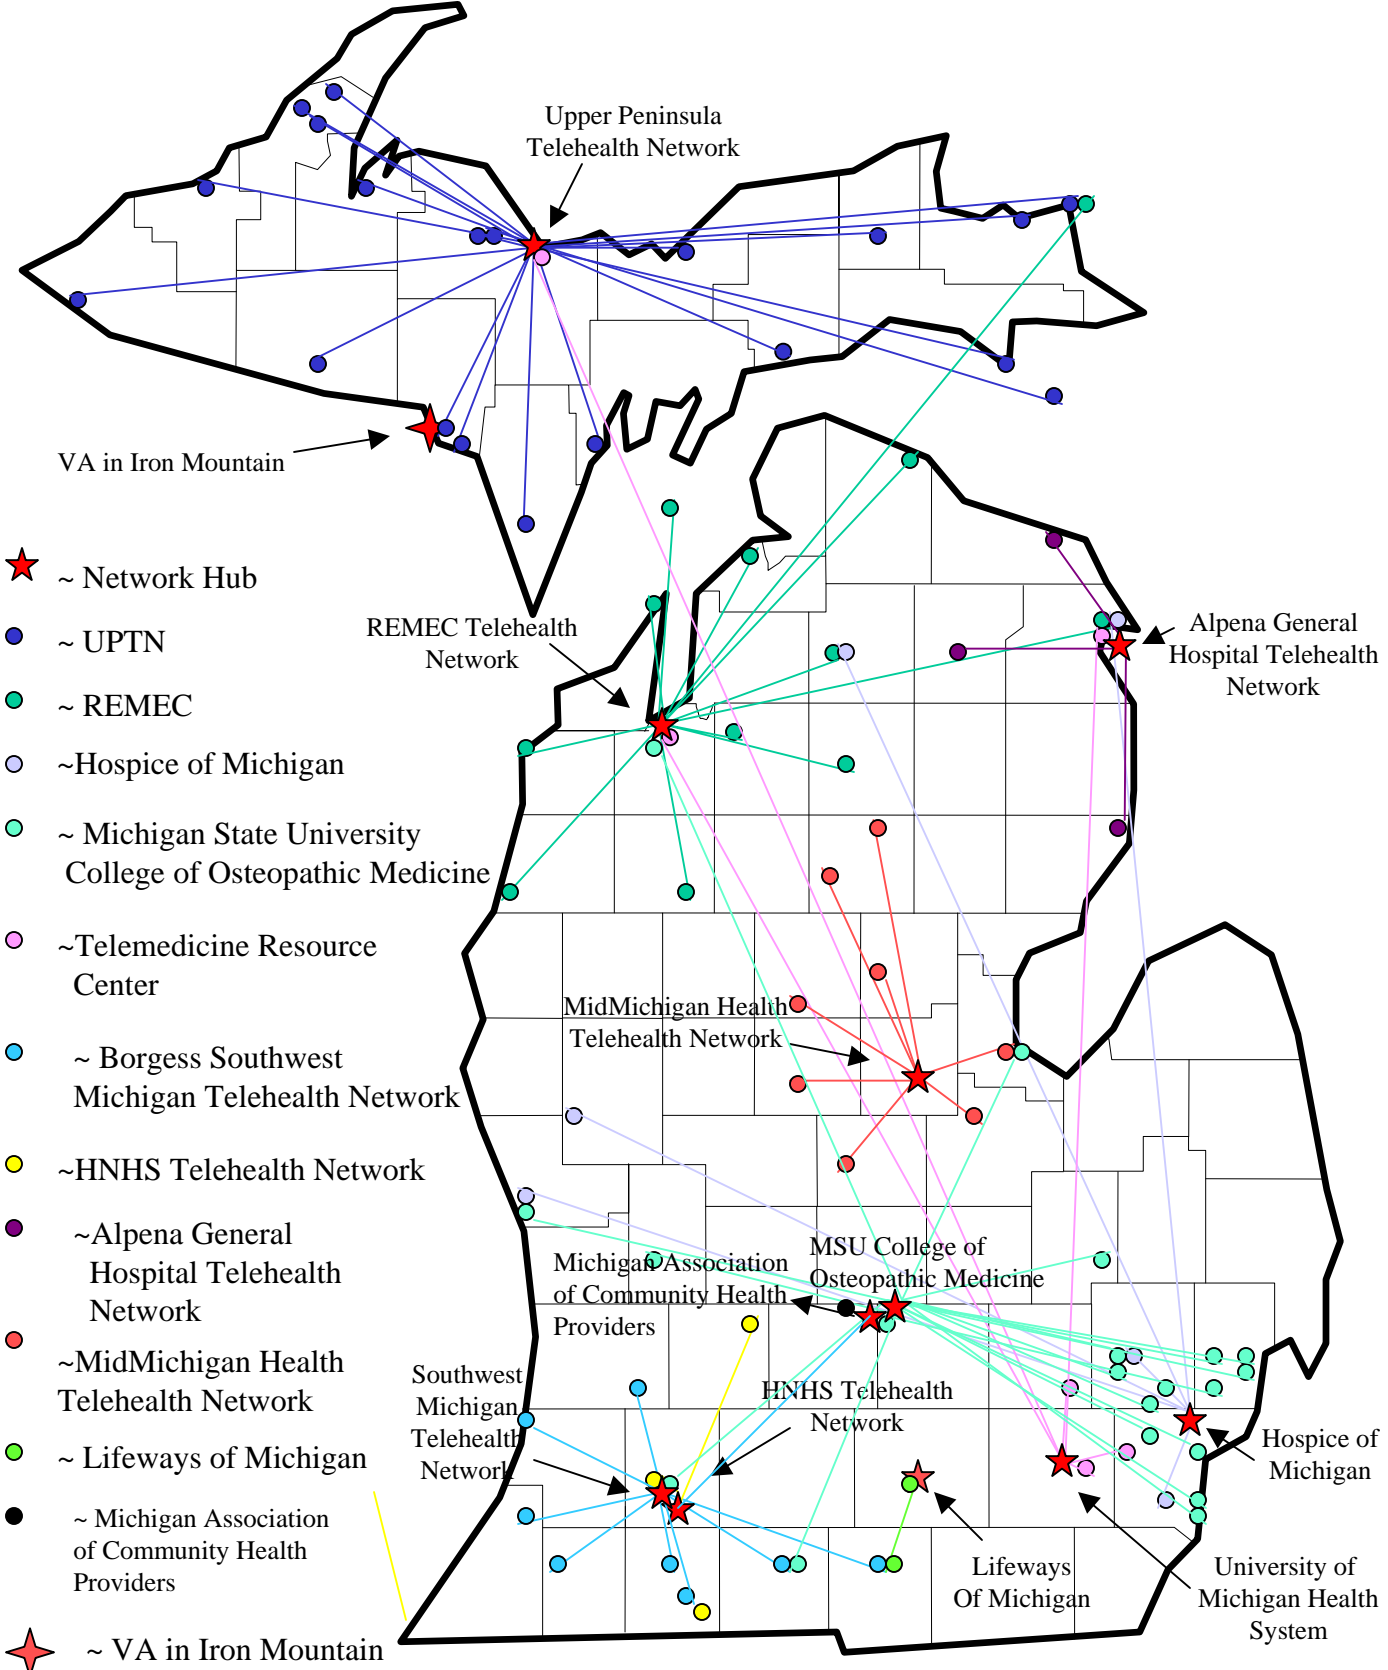 Upper Peninsula
Telehealth Network
VA in Iron Mountain
~ Network Hub
~ UPTN
~ REMEC
~Hospice of Michigan
~ Michigan State University
College of Osteopathic Medicine
~Telemedicine Resource
Center
~ Borgess Southwest
Michigan Telehealth Network
~HNHS Telehealth Network
~Alpena General
Hospital Telehealth
Network
~MidMichigan Health
Telehealth Network
~ Lifeways of Michigan
~ Michigan Association
of Community Health
Providers
~ VA in Iron Mountain
REMEC Telehealth
Network
Alpena General
Hospital Telehealth
Network
MidMichigan Health
Telehealth Network
MSU College of
Osteopathic Medicine
Michigan Association
of Community Health
Providers
Southwest
Michigan
Telehealth
Network
HNHS Telehealth
Network
Hospice of
Michigan
Lifeways
Of Michigan
University of
Michigan Health
System